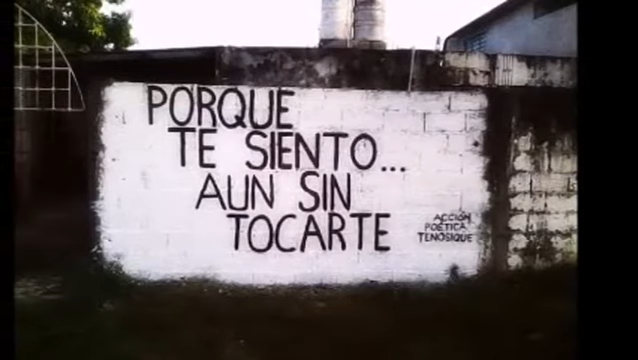 PORQUE
TE SIENTO...
AUN SIN
TOCARTE
ACCIÓN
POÉTICA
TENOSIQUE